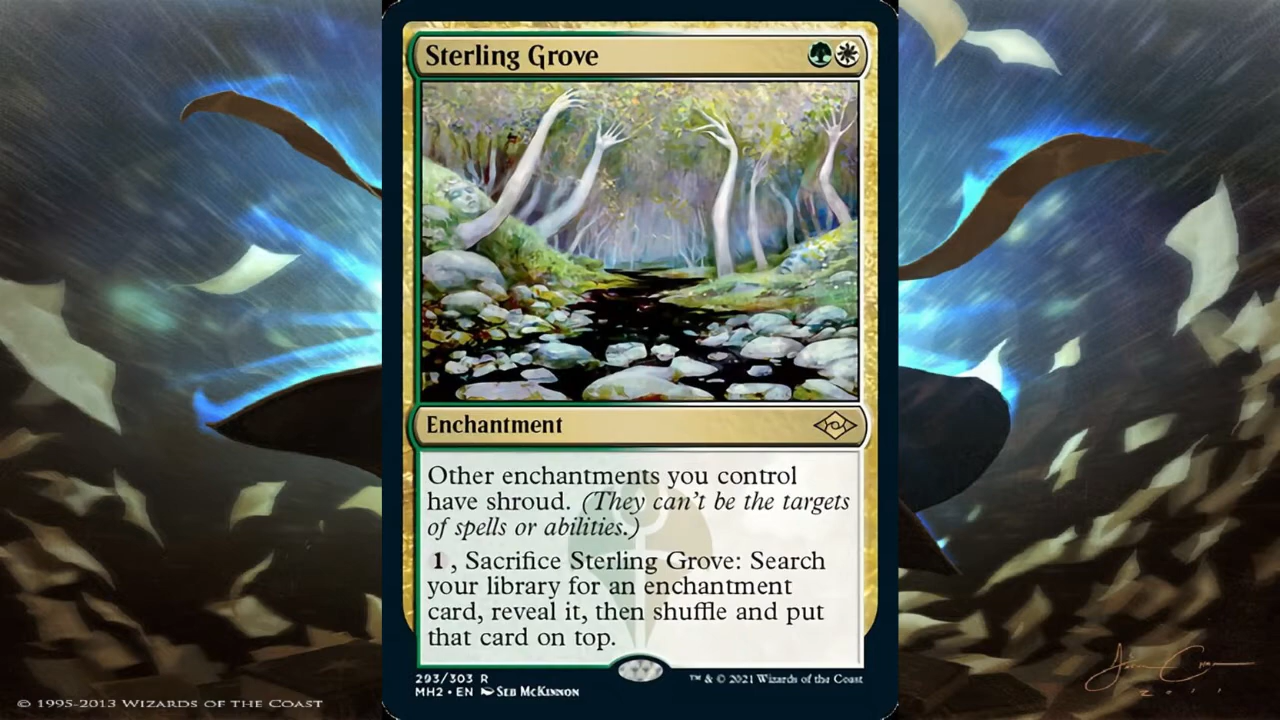 Sterling Grove
Enchantment
Other enchantments you control
have shroud. (They can't be the targets
of spells or abilities.)
1, Sacrifice Sterling Grove: Search
your library for an enchantment
card, reveal it, then shuffle and put
that card on top.
293/303 R
MH2 • EN Seb McKinnon
™ & © 2021 Wizards of the Coast
© 1995-2013 Wizards of the Coast
2011